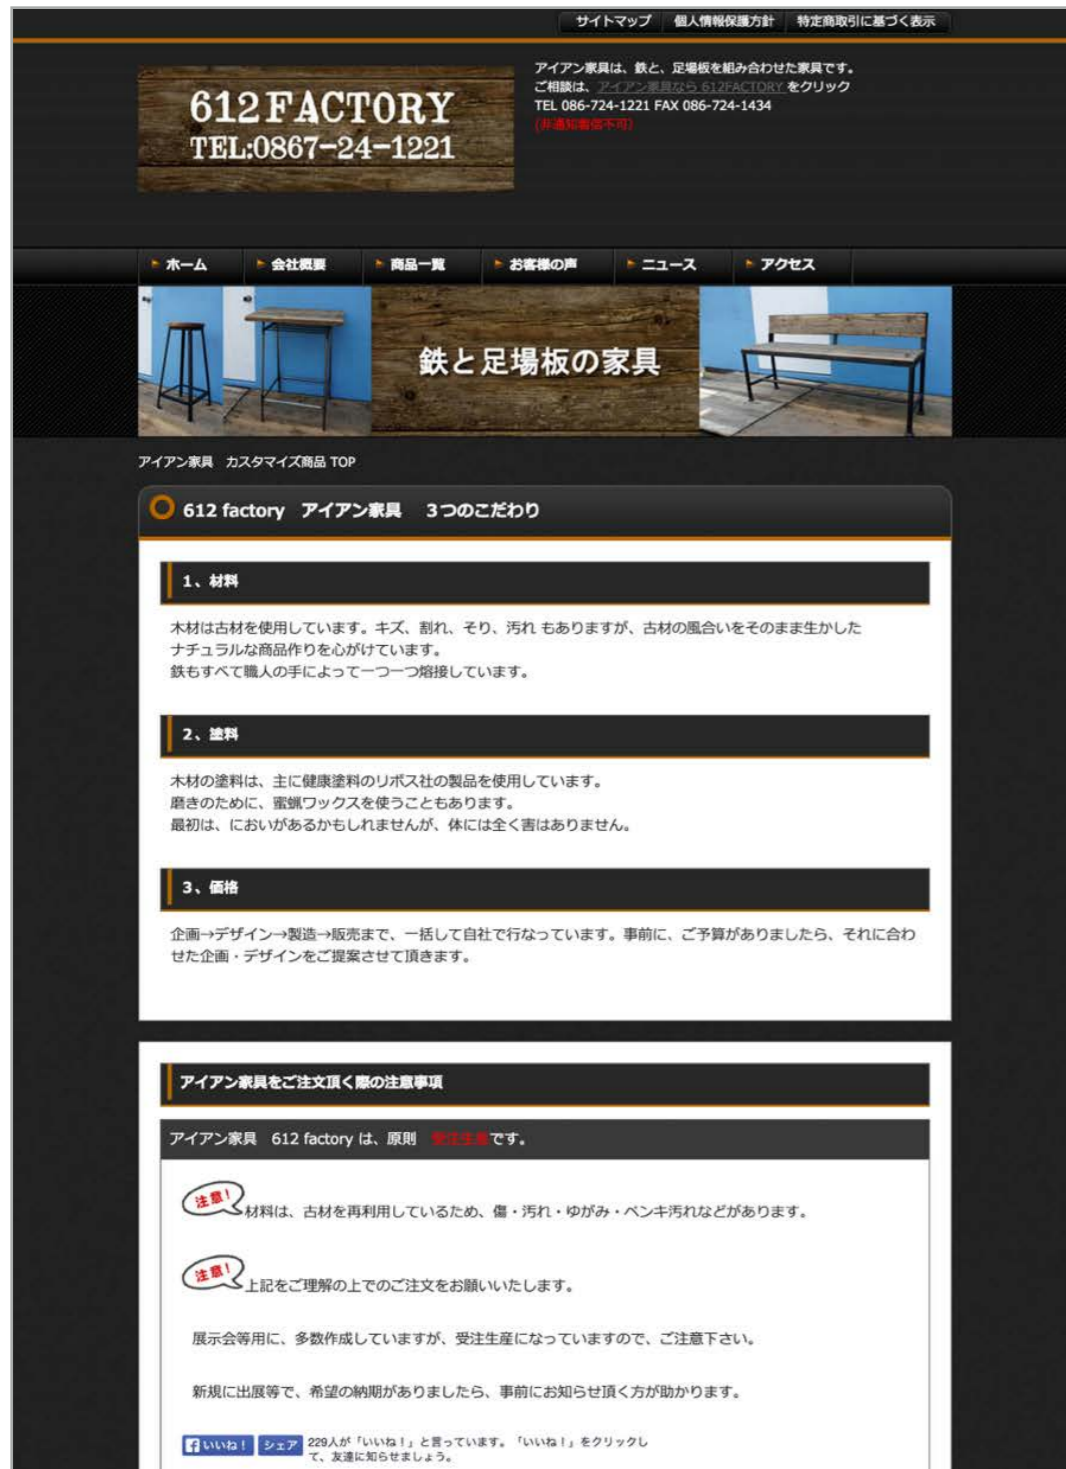 サイトマップ 個人情報保護方針 特定商取引に基づく表示
アイアン家具は、鉄と、足場板を組み合わせた家具です。
ご相談は、アイアン家具なら 612FACTORY をクリック
TEL 086-724-1221 FAX 086-724-1434
(非通知着信不可)
612 FACTORY
TEL:0867-24-1221
ホーム 会社概要 商品一覧 お客様の声 ニュース アクセス
鉄と足場板の家具
アイアン家具 カスタマイズ商品 TOP
612 factory アイアン家具 3つのこだわり
1、材料
木材は古材を使用しています。キズ、割れ、そり、汚れ もありますが、古材の風合いをそのまま生かした
ナチュラルな商品作りを心がけています。
鉄もすべて職人の手によって一つ一つ熔接しています。
2、塗料
木材の塗料は、主に健康塗料のリボス社の製品を使用しています。
磨きのために、蜜蝋ワックスを使うこともあります。
最初は、においがあるかもしれませんが、体には全く害はありません。
3、価格
企画→デザイン→製造→販売まで、一括して自社で行なっています。事前に、ご予算がありましたら、それに合わ
せた企画・デザインをご提案させて頂きます。
アイアン家具をご注文頂く際の注意事項
アイアン家具 612 factory は、原則 受注生産です。
注意！
材料は、古材を再利用しているため、傷・汚れ・ゆがみ・ペンキ汚れなどがあります。
注意！
上記をご理解の上でのご注文をお願いいたします。
展示会等用に、多数作成していますが、受注生産になっていますので、ご注意下さい。
新規に出展等で、希望の納期がありましたら、事前にお知らせ頂く方が助かります。
いいね！ シェア 229人が「いいね！」と言っています。「いいね！」をクリックし
て、友達に知らせましょう。